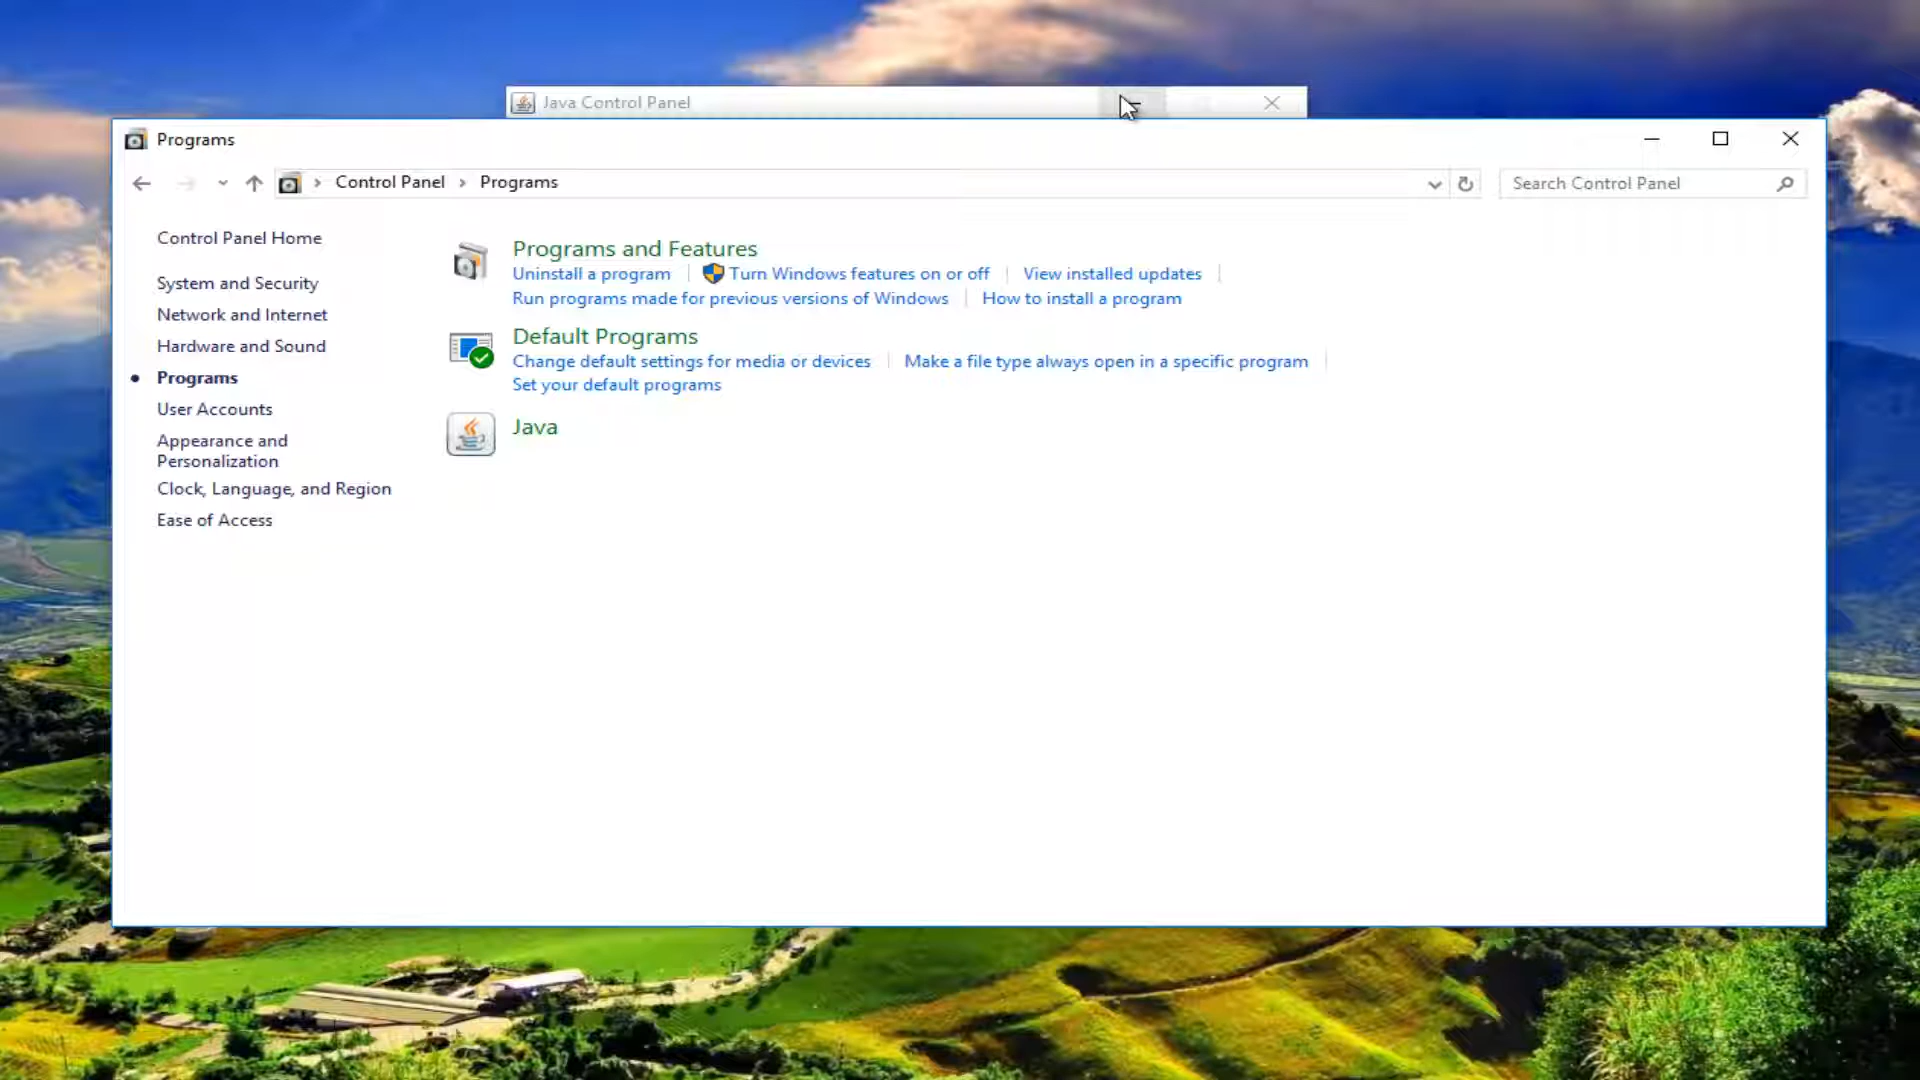 Java Control Panel
Programs
Control Panel > Programs
Search Control Panel
Control Panel Home
System and Security
Network and Internet
Hardware and Sound
Programs
User Accounts
Appearance and
Personalization
Clock, Language, and Region
Ease of Access
Programs and Features
Uninstall a program | Turn Windows features on or off | View installed updates |
Run programs made for previous versions of Windows | How to install a program
Default Programs
Change default settings for media or devices | Make a file type always open in a specific program |
Set your default programs
Java